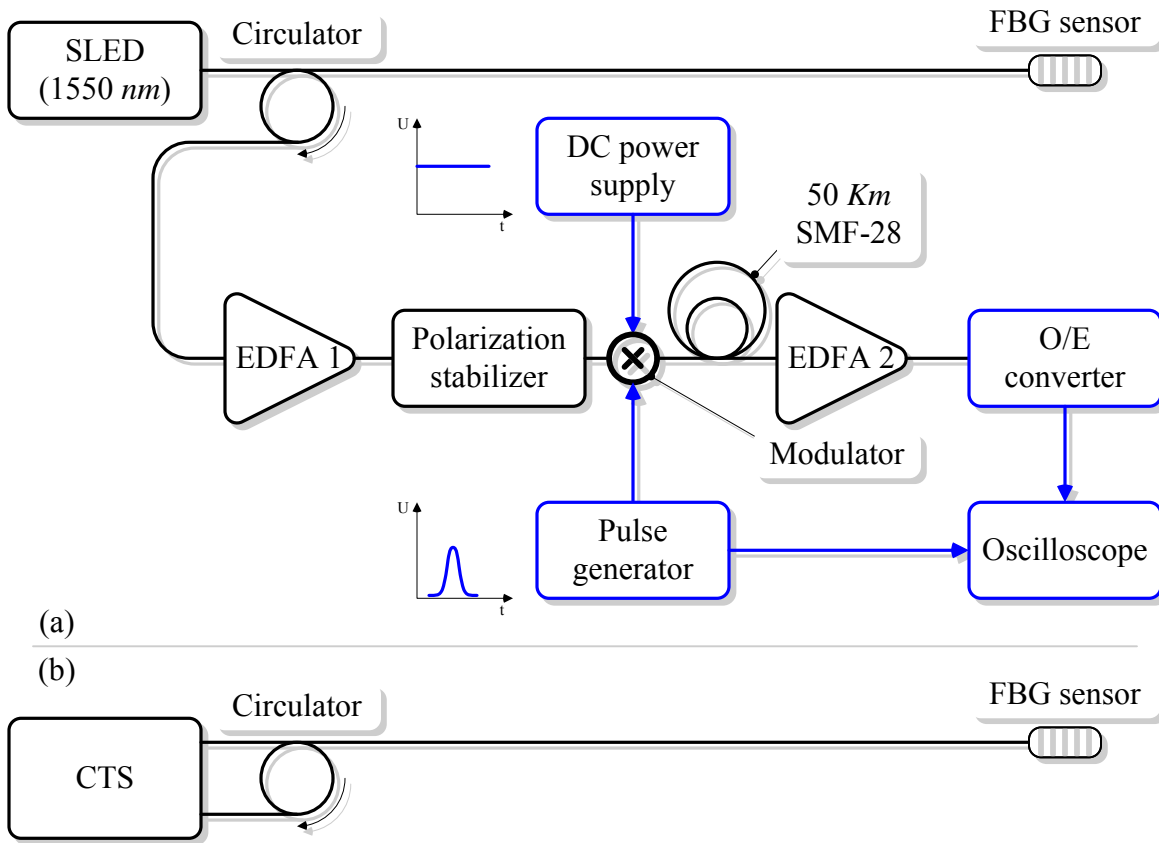 SLED
(1550 nm)
Circulator
FBG sensor
U
t
DC power
supply
50 Km
SMF-28
EDFA 1
Polarization
stabilizer
EDFA 2
O/E
converter
Modulator
U
t
Pulse
generator
Oscilloscope
(a)
(b)
CTS
Circulator
FBG sensor